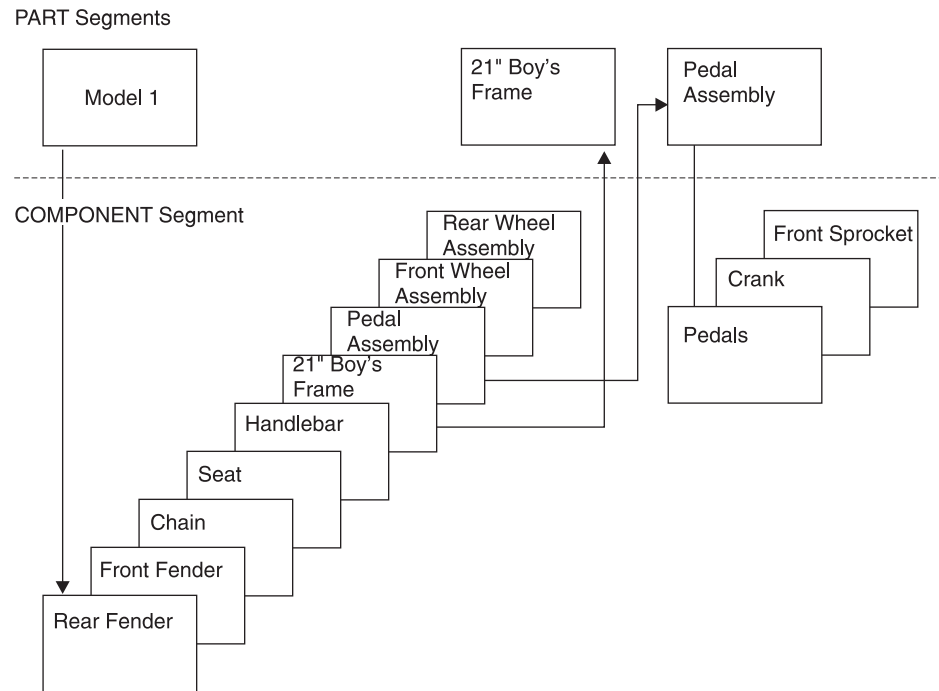 PART Segments
Model 1
21" Boy's
Frame
Pedal
Assembly
COMPONENT Segment
Rear Wheel
Assembly
Front Wheel
Assembly
Pedal
Assembly
21" Boy's
Frame
Handlebar
Seat
Chain
Front Fender
Rear Fender
Front Sprocket
Crank
Pedals